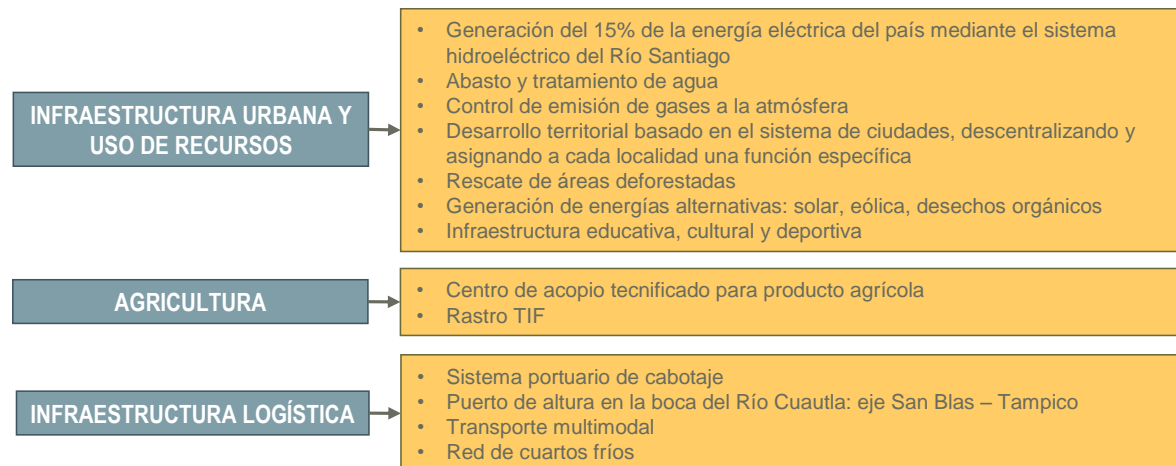 INFRAESTRUCTURA URBANA Y
USO DE RECURSOS
• Generación del 15% de la energía eléctrica del país mediante el sistema
hidroeléctrico del Río Santiago
• Abasto y tratamiento de agua
• Control de emisión de gases a la atmósfera
• Desarrollo territorial basado en el sistema de ciudades, descentralizando y
asignando a cada localidad una función específica
• Rescate de áreas deforestadas
• Generación de energías alternativas: solar, eólica, desechos orgánicos
• Infraestructura educativa, cultural y deportiva
AGRICULTURA
• Centro de acopio tecnificado para producto agrícola
• Rastro TIF
INFRAESTRUCTURA LOGÍSTICA
• Sistema portuario de cabotaje
• Puerto de altura en la boca del Río Cuautla: eje San Blas – Tampico
• Transporte multimodal
• Red de cuartos fríos